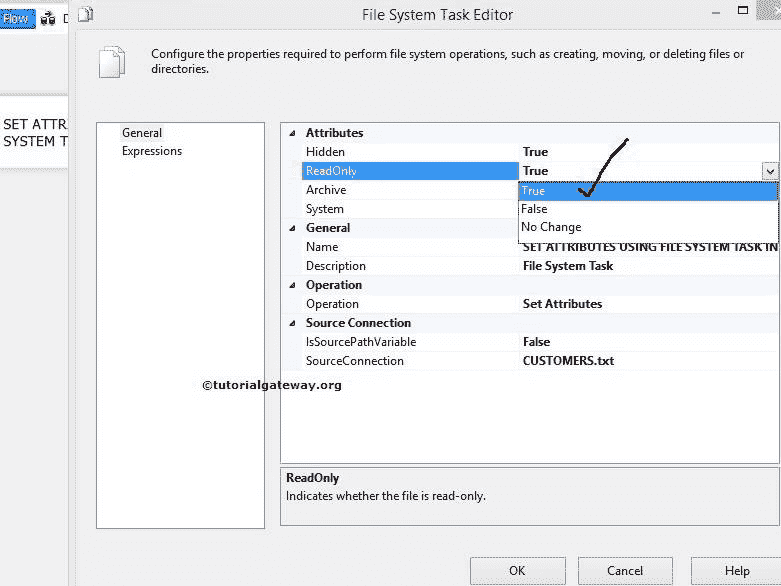 Flow
File System Task Editor
Configure the properties required to perform file system operations, such as creating, moving, or deleting files or
directories.
SET ATTR
SYSTEM T
General
Expressions
Attributes
Hidden True
ReadOnly True
Archive True
System False
No Change
General
Name SET ATTRIBUTES USING FILE SYSTEM TASK IN
Description File System Task
Operation
Operation Set Attributes
Source Connection
IsSourcePathVariable False
SourceConnection CUSTOMERS.txt
©tutorialgateway.org
ReadOnly
Indicates whether the file is read-only.
OK Cancel Help